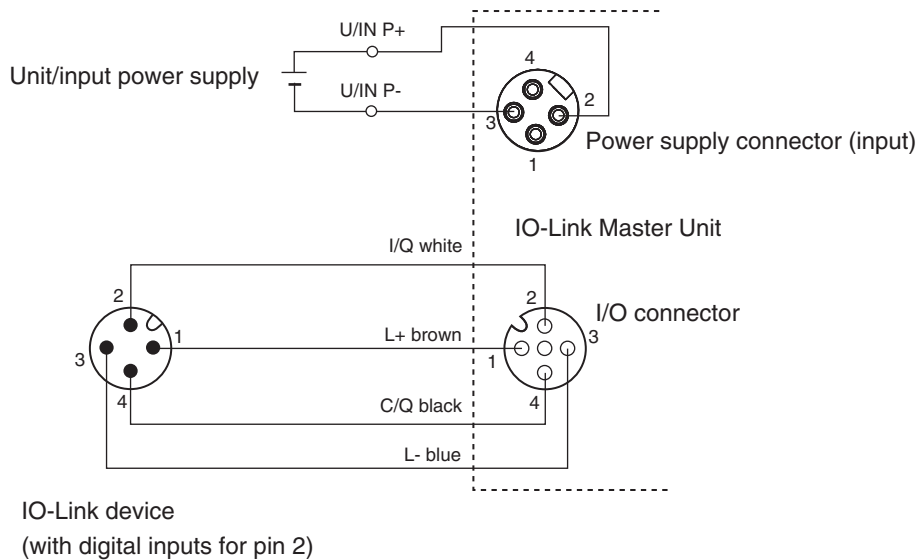 U/IN P+
Unit/input power supply
U/IN P-
4
2
3
1
Power supply connector (input)
IO-Link Master Unit
I/Q white
2
2
I/O connector
1
L+ brown
3
3
1
4
C/Q black
4
L- blue
IO-Link device
(with digital inputs for pin 2)